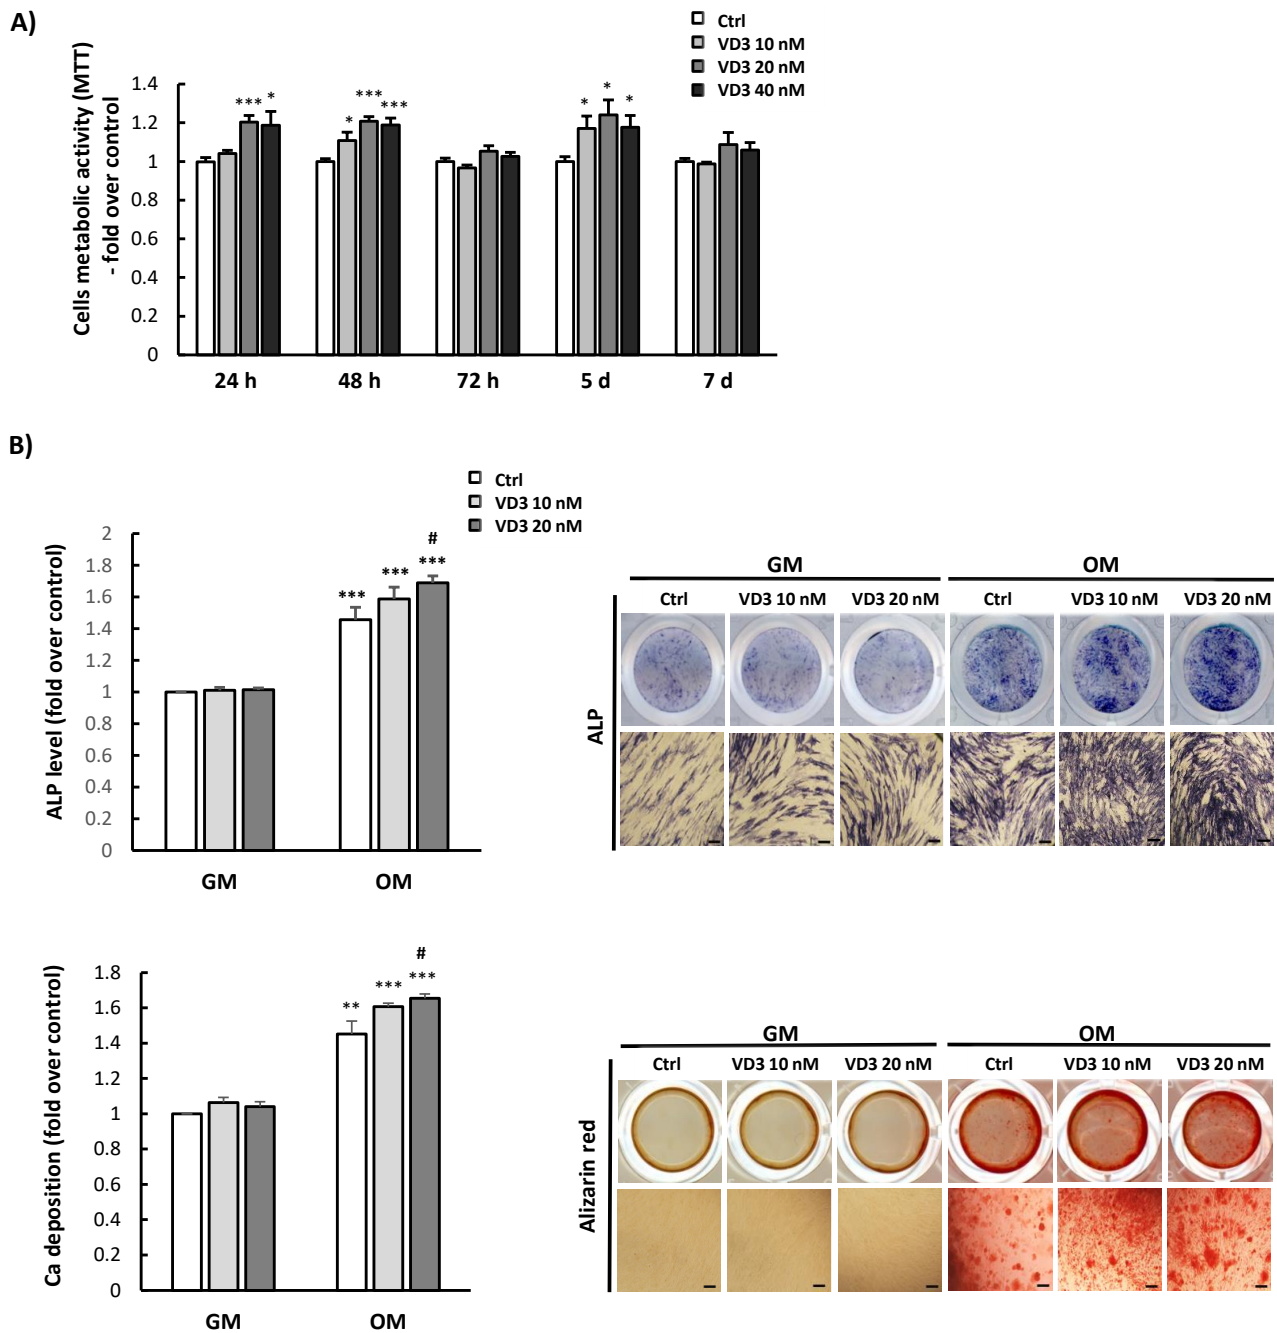 A)
Ctrl
VD3 10 nM
VD3 20 nM
VD3 40 nM
Cells metabolic activity (MTT)
- fold over control
1.4
1.2
1
0.8
0.6
0.4
0.2
0
*** *
* *** ***
* * *
24 h 48 h 72 h 5 d 7 d
B)
Ctrl
VD3 10 nM
VD3 20 nM
ALP level (fold over control)
2
1.8
1.6
1.4
1.2
1
0.8
0.6
0.4
0.2
0
#
*** *** ***
GM OM
GM OM
Ctrl VD3 10 nM VD3 20 nM Ctrl VD3 10 nM VD3 20 nM
ALP
Ca deposition (fold over control)
1.8
1.6
1.4
1.2
1
0.8
0.6
0.4
0.2
0
#
** *** ***
GM OM
GM OM
Ctrl VD3 10 nM VD3 20 nM Ctrl VD3 10 nM VD3 20 nM
Alizarin red